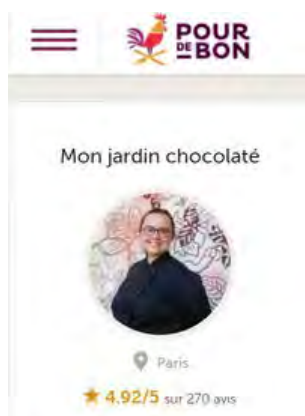 POUR
DE BON
Mon jardin chocolaté
Paris
4.92/5 sur 270 avis